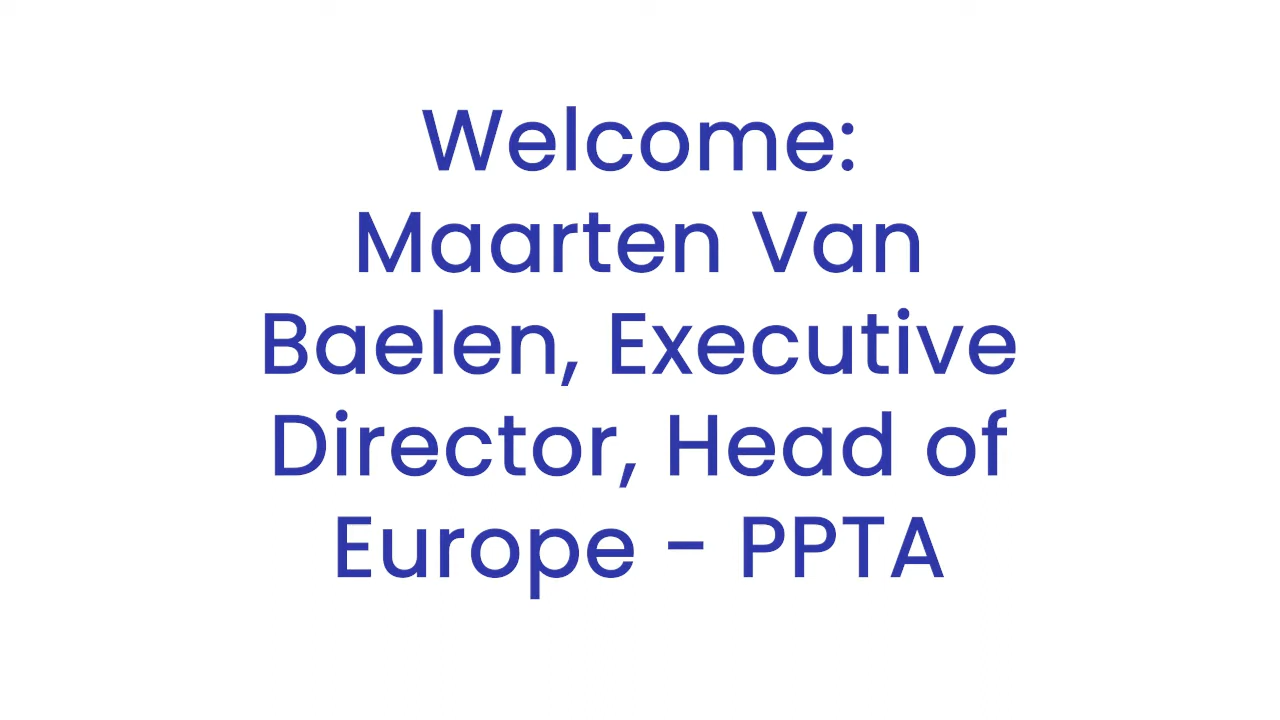 Welcome:
Maarten Van
Baelen, Executive
Director, Head of
Europe - PPTA